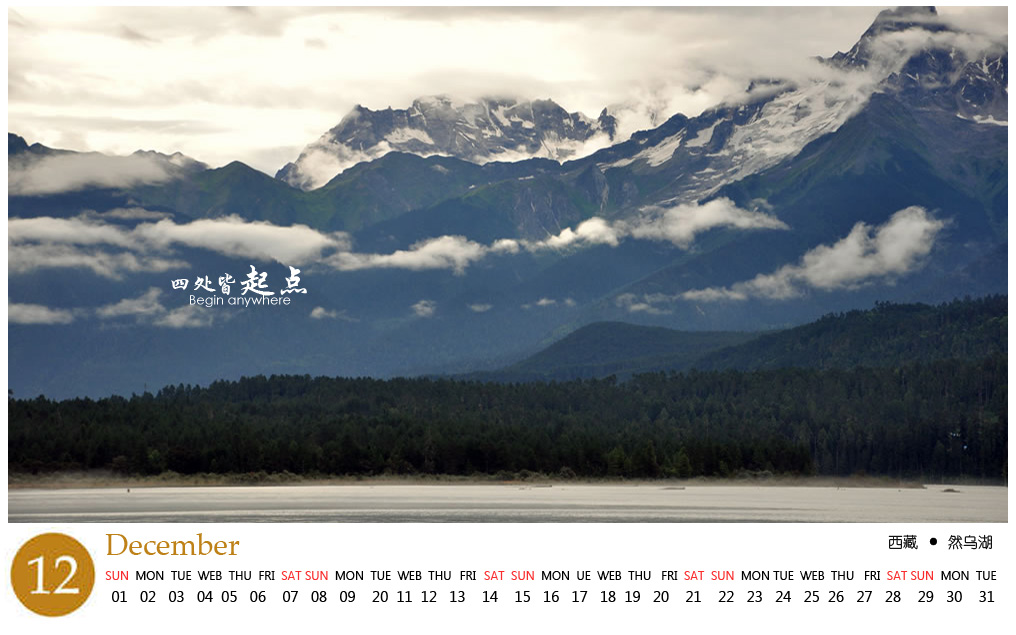 四处皆起点
Begin anywhere
12
December
西藏 • 然乌湖
SUN MON TUE WEB THU FRI SAT SUN MON TUE WEB THU FRI SAT SUN MON UE WEB THU FRI SAT SUN MON TUE WEB THU FRI SAT SUN MON TUE
01 02 03 04 05 06 07 08 09 20 11 12 13 14 15 16 17 18 19 20 21 22 23 24 25 26 27 28 29 30 31